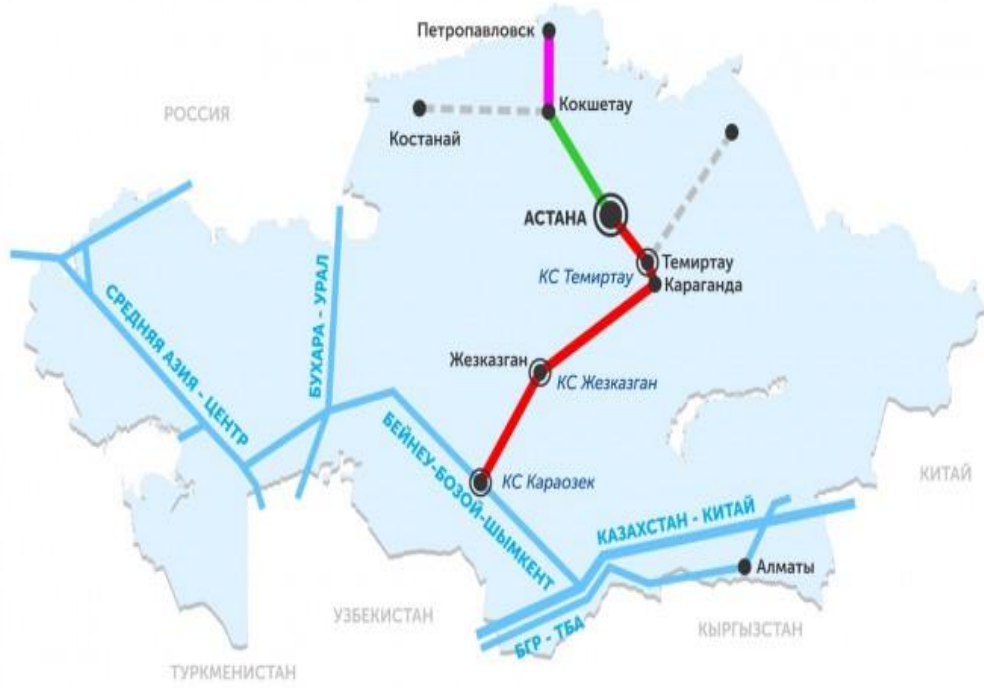 Петропавловск
РОССИЯ
Кокшетау
Костанай
АСТАНА
Темиртау
КС Темиртау
Караганда
СРЕДНЯЯ АЗИЯ - ЦЕНТР
БУХАРА - УРАЛ
Жезказган
КС Жезказган
БЕЙНЕУ-БОЗОЙ-ШЫМКЕНТ
КС Караозек
КИТАЙ
КАЗАХСТАН - КИТАЙ
Алматы
УЗБЕКИСТАН
БГР - ТБА
КЫРГЫЗСТАН
ТУРКМЕНИСТАН